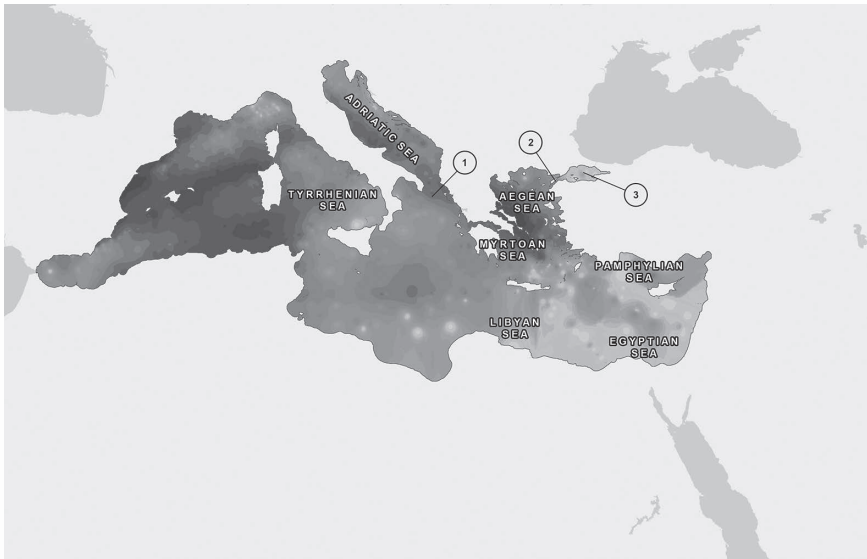 ADRIATIC SEA
1
2
3
TYRRHENIAN
SEA
AEGEAN
SEA
MYRTOAN
SEA
PAMPHYLIAN
SEA
LIBYAN
SEA
EGYPTIAN
SEA